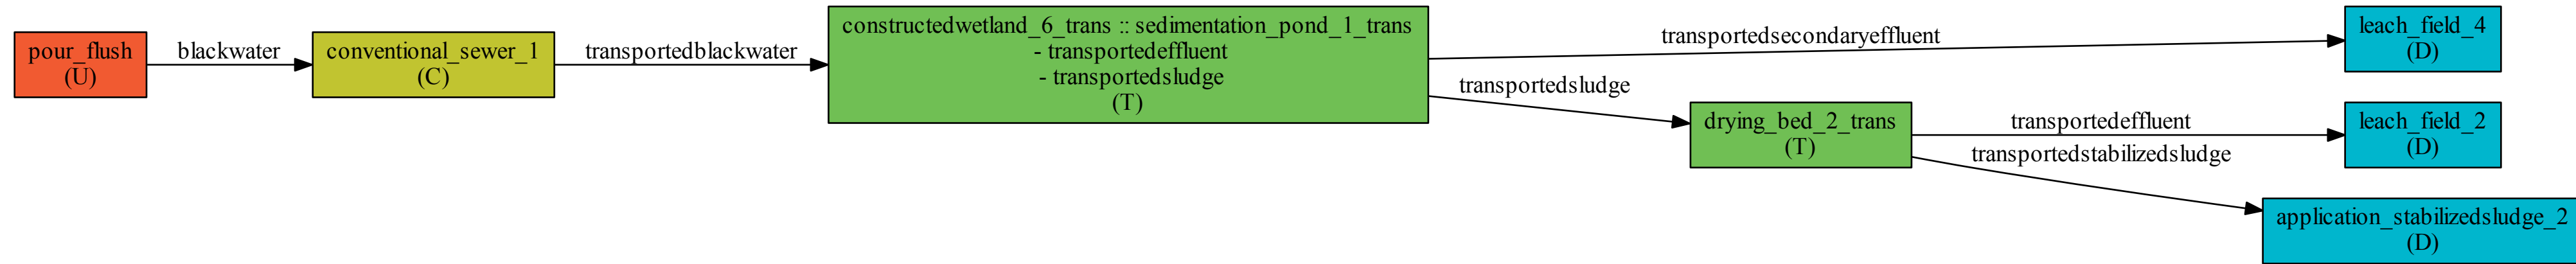 pour_flush
(U)
blackwater
conventional_sewer_1
(C)
transportedblackwater
constructedwetland_6_trans :: sedimentation_pond_1_trans
- transportedeffluent
- transportedsludge
(T)
transportedsecondaryeffluent
leach_field_4
(D)
transportedsludge
drying_bed_2_trans
(T)
transportedeffluent
leach_field_2
(D)
transportedstabilizedsludge
application_stabilizedsludge_2
(D)